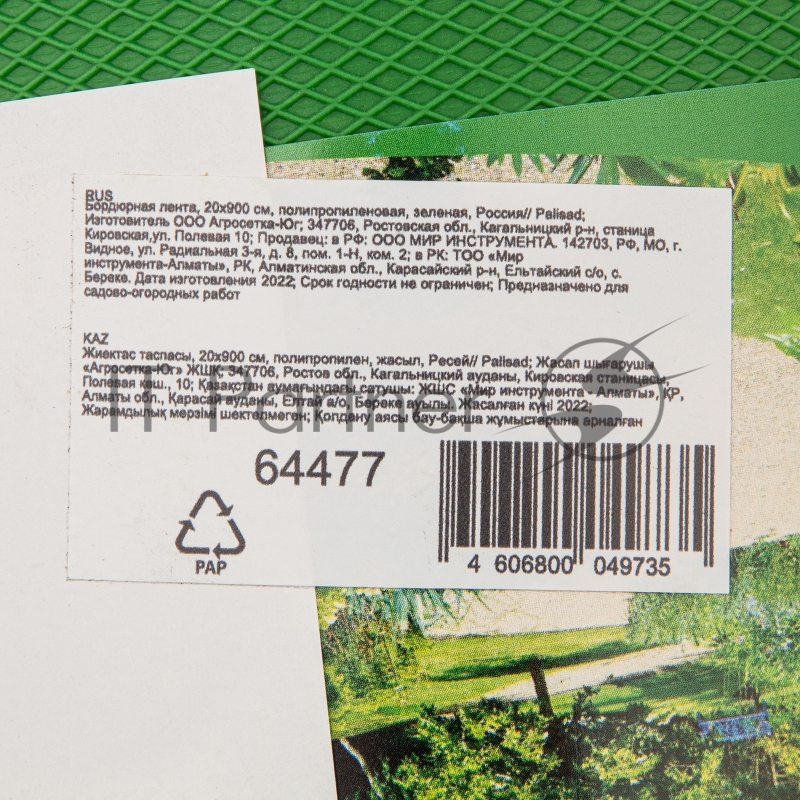 RUS
Бордюрная лента, 20х900 см, полипропиленовая, зеленая, Россия// Palisad;
Изготовитель ООО Агросетка-Юг; 347706, Ростовская обл., Кагальницкий р-н, станица
Кировская,ул. Полевая 10; Продавец: в РФ: ООО МИР ИНСТРУМЕНТА. 142703, РФ, МО, г.
Видное, ул. Радиальная 3-я, д. 8, пом. 1-Н, ком. 2; в РК: ТОО «Мир
инструмента-Алматы», РК, Алматинская обл., Карасайский р-н, Ельтайский с/о, с.
Береке. Дата изготовления 2022; Срок годности не ограничен; Предназначено для
садово-огородных работ
KAZ
Жиектас таспасы, 20х900 см, полипропилен, жасыл, Ресей// Palisad; Жасап шығарушы
«Агросетка-Юг» ЖШҚ; 347706, Ростов обл., Кагальницкий ауданы, Кировская станицасы,
Полевая көш., 10; Қазақстан аумағындағы сатушы: ЖШС «Мир инструмента - Алматы», ҚР,
Алматы обл., Қарасай ауданы, Елтай а/о, Береке ауылы. Жасалған күні 2022;
Жарамдылық мерзімі шектелмеген; Қолдану аясы бау-бақша жұмыстарына арналған
64477
PAP
4 606800 049735